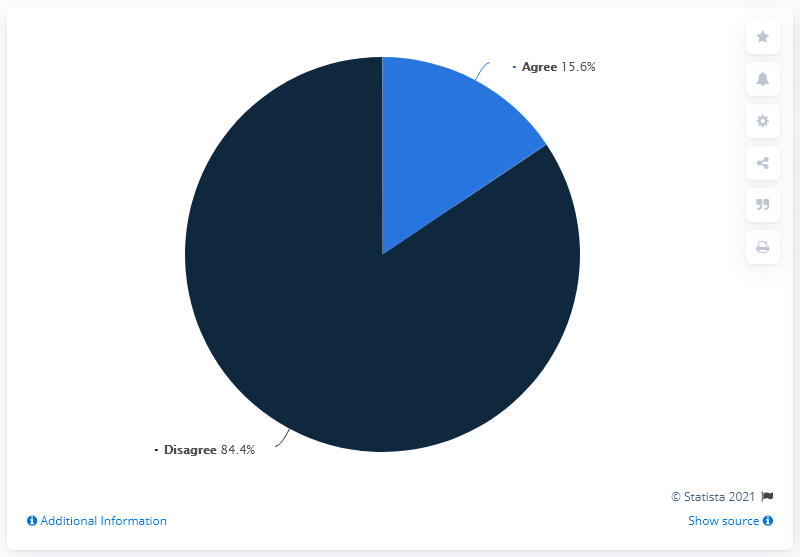 Agree 15.6%
Disagree 84.4%
© Statista 2021
Additional Information
Show source